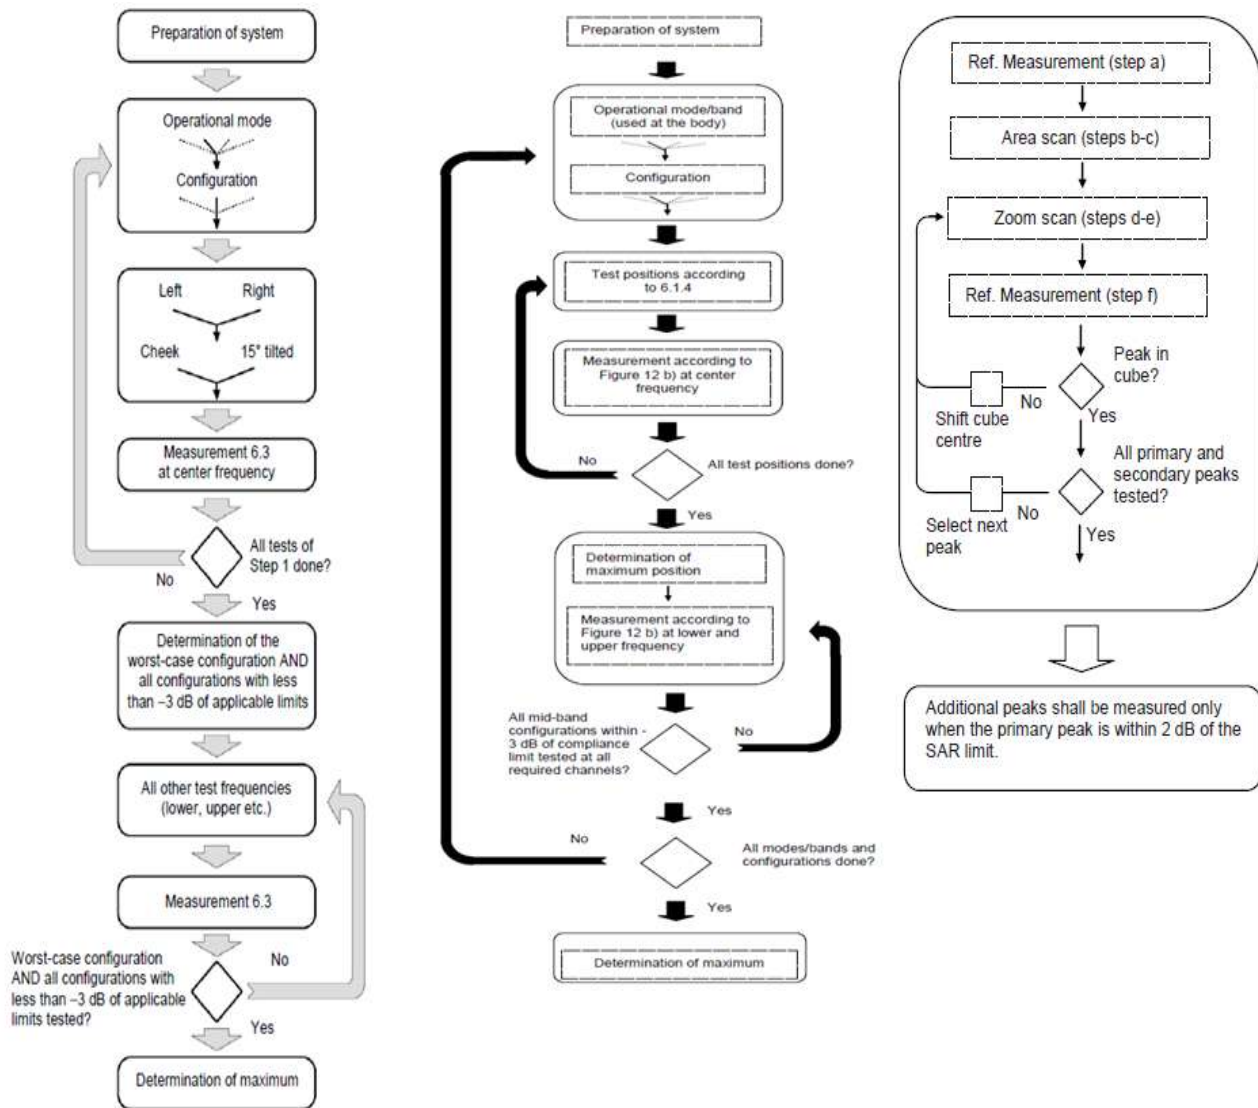 Preparation of system
Operational mode
Configuration
Left Right
Cheek 15° tilted
Measurement 6.3
at center frequency
All tests of
Step 1 done?
No
Yes
Determination of the
worst-case configuration AND
all configurations with less
than –3 dB of applicable limits
All other test frequencies
(lower, upper etc.)
Measurement 6.3
Worst-case configuration
AND all configurations with
less than –3 dB of applicable
limits tested?
No
Yes
Determination of maximum
Preparation of system
Operational mode/band
(used at the body)
Configuration
Test positions according
to 6.1.4
Measurement according to
Figure 12 b) at center
frequency
No
All test positions done?
Yes
Determination of
maximum position
Measurement according to
Figure 12 b) at lower and
upper frequency
All mid-band
configurations within -
3 dB of compliance
limit tested at all
required channels?
No
Yes
No
All modes/bands and
configurations done?
Yes
Determination of maximum
Ref. Measurement (step a)
Area scan (steps b-c)
Zoom scan (steps d-e)
Ref. Measurement (step f)
Peak in
cube?
No
Shift cube
centre
Yes
All primary and
secondary peaks
tested?
No
Select next
peak
Yes
Additional peaks shall be measured only
when the primary peak is within 2 dB of the
SAR limit.